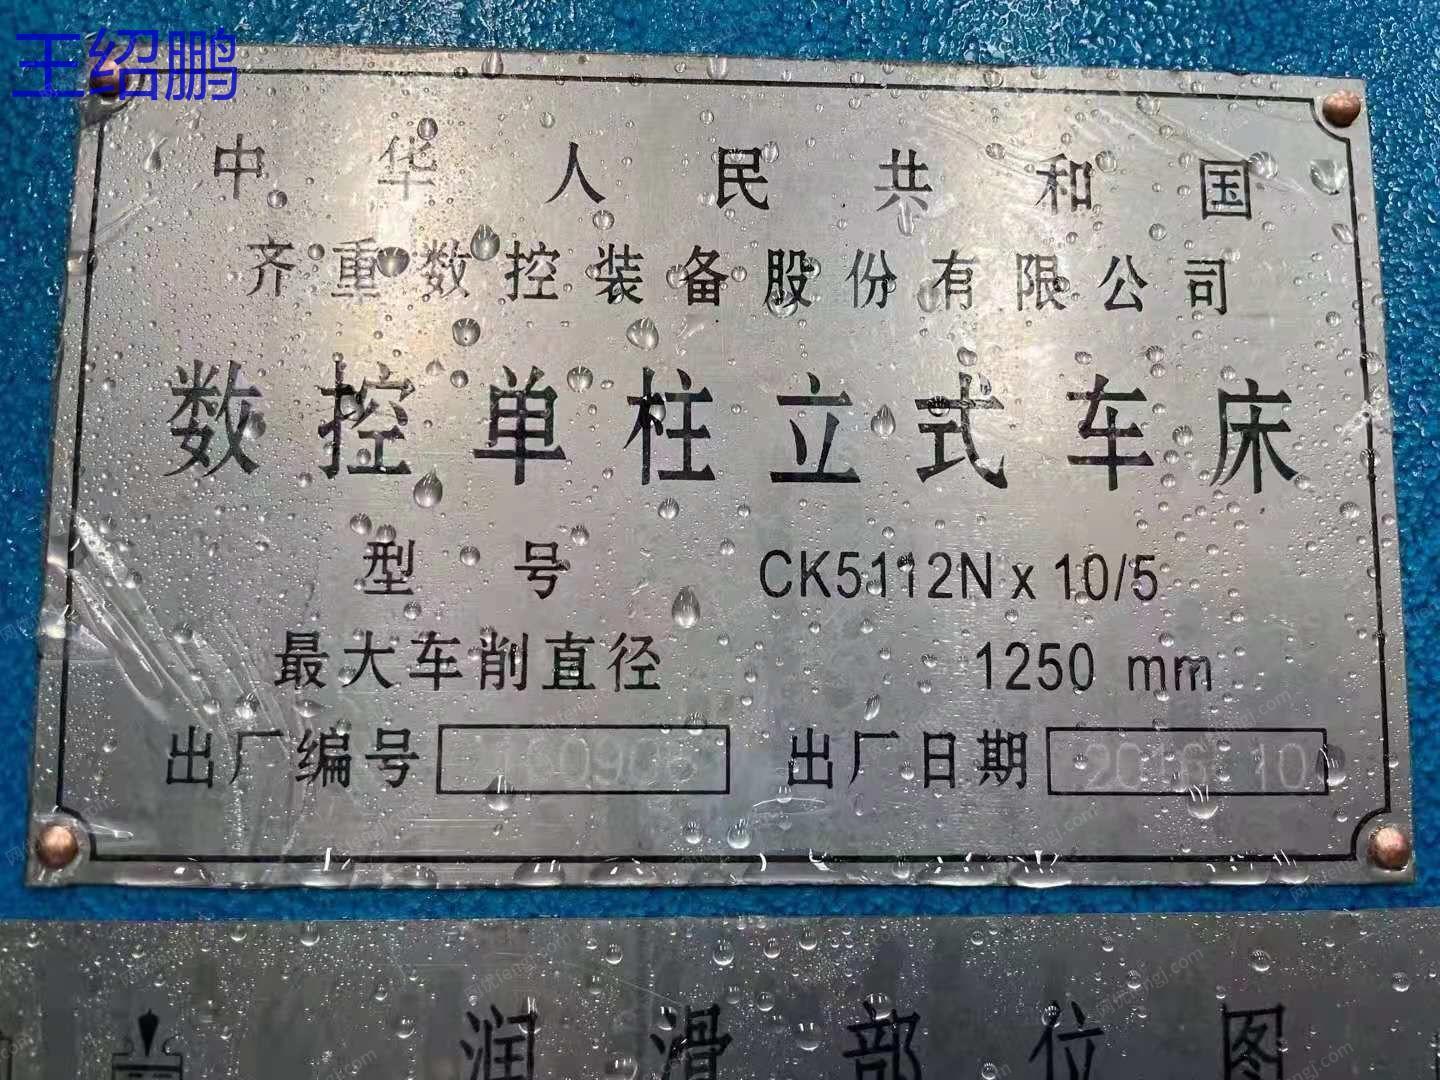 王绍鹏
中华人民共和国
齐重数控装备股份有限公司
数控单柱立式车床
型号 CK5112N x 10/5
最大车削直径 1250 mm
出厂编号 出厂日期 2016 10
润滑部位图